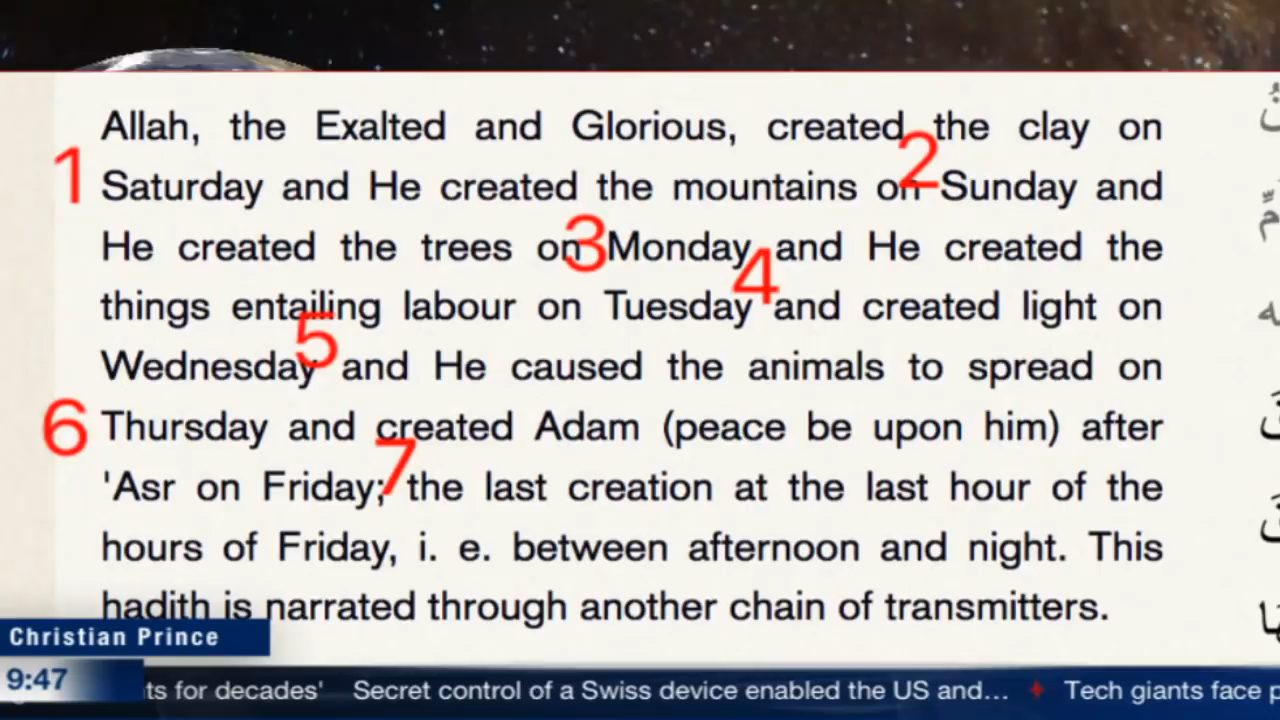 Allah, the Exalted and Glorious, created the clay on
1 Saturday and He created the mountains on 2 Sunday and
He created the trees on 3 Monday and He created the
things entailing labour on Tuesday 4 and created light on
Wednesday 5 and He caused the animals to spread on
6 Thursday and created Adam (peace be upon him) after
'Asr on Friday; 7 the last creation at the last hour of the
hours of Friday, i. e. between afternoon and night. This
hadith is narrated through another chain of transmitters.
Christian Prince
9:47
ts for decades' Secret control of a Swiss device enabled the US and... Tech giants face